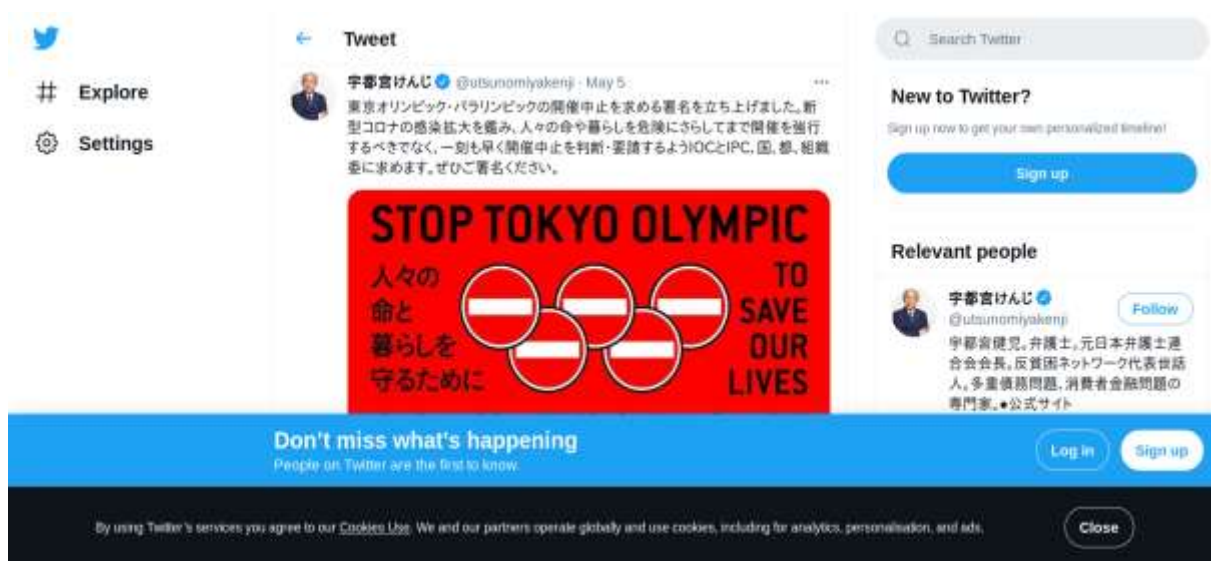 Tweet
Search Twitter
Explore
Settings
宇都宮けんじ @utsunomiyakenji · May 5
東京オリンピック・パラリンピックの開催中止を求める署名を立ち上げました。新
型コロナの感染拡大を鑑み、人々の命や暮らしを危険にさらしてまで開催を強行
するべきでなく、一刻も早く開催中止を判断・要請するようIOCとIPC、国、都、組織
委に求めます。ぜひご署名ください。
STOP TOKYO OLYMPIC
人々の
命と
暮らしを
守るために
TO
SAVE
OUR
LIVES
New to Twitter?
Sign up now to get your own personalized timeline!
Sign up
Relevant people
宇都宮けんじ
@utsunomiyakenji
Follow
宇都宮健児。弁護士。元日本弁護士連
合会会長。反貧困ネットワーク代表世話
人。多重債務問題、消費者金融問題の
専門家。●公式サイト
Don't miss what's happening
People on Twitter are the first to know.
Log in
Sign up
By using Twitter's services you agree to our Cookies Use. We and our partners operate globally and use cookies, including for analytics, personalisation, and ads.
Close